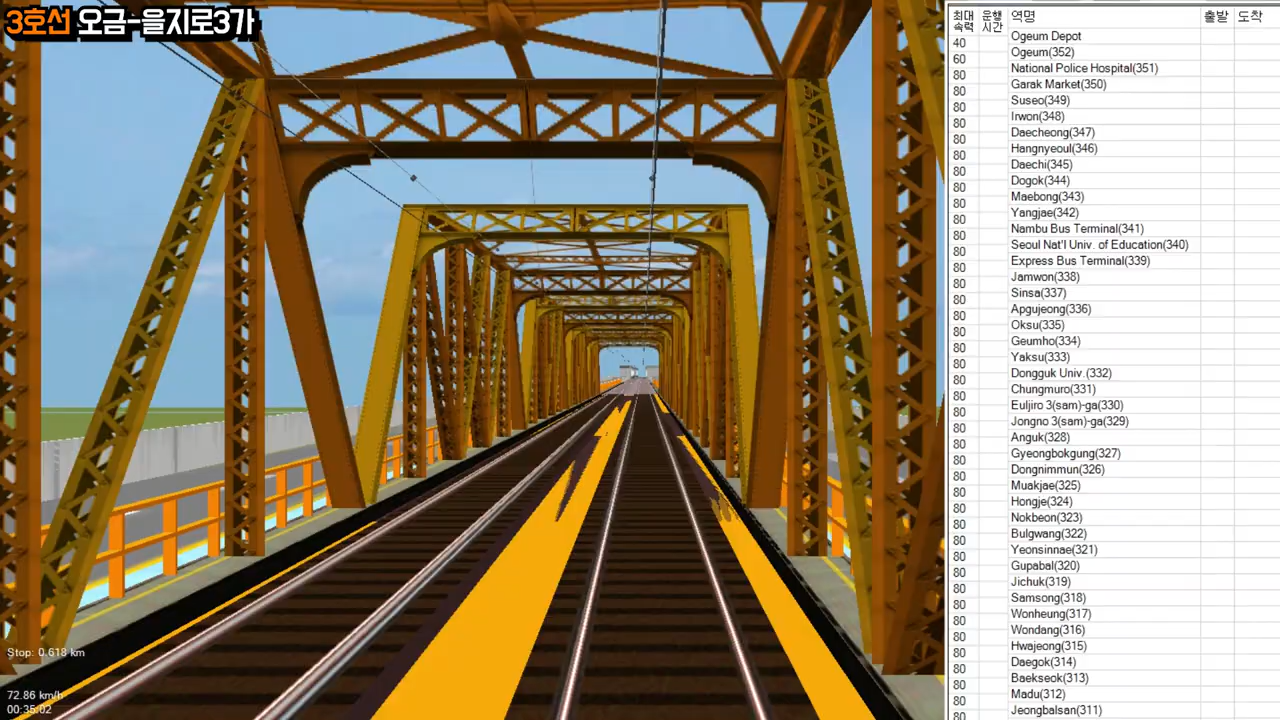 3호선 오금-을지로3가
최대 운행 역명 출발 도착
속력 시간
Ogeum Depot
40
Ogeum(352)
60
National Police Hospital(351)
80
Garak Market(350)
80
Suseo(349)
80
Irwon(348)
80
Daecheong(347)
80
Hangnyeoul(346)
80
Daechi(345)
80
Dogok(344)
80
Maebong(343)
80
Yangjae(342)
80
Nambu Bus Terminal(341)
80
Seoul Nat'l Univ. of Education(340)
80
Express Bus Terminal(339)
80
Jamwon(338)
80
Sinsa(337)
80
Apgujeong(336)
80
Oksu(335)
80
Geumho(334)
80
Yaksu(333)
80
Dongguk Univ.(332)
80
Chungmuro(331)
80
Euljiro 3(sam)-ga(330)
80
Jongno 3(sam)-ga(329)
80
Anguk(328)
80
Gyeongbokgung(327)
80
Dongnimmun(326)
80
Muakjae(325)
80
Hongje(324)
80
Nokbeon(323)
80
Bulgwang(322)
80
Yeonsinnae(321)
80
Gupabal(320)
80
Jichuk(319)
80
Samsong(318)
80
Wonheung(317)
80
Wondang(316)
80
Hwajeong(315)
80
Daegok(314)
80
Baekseok(313)
80
Madu(312)
80
Jeongbalsan(311)
80
Stop: 0.618 km
72.86 km/h
00:35:02